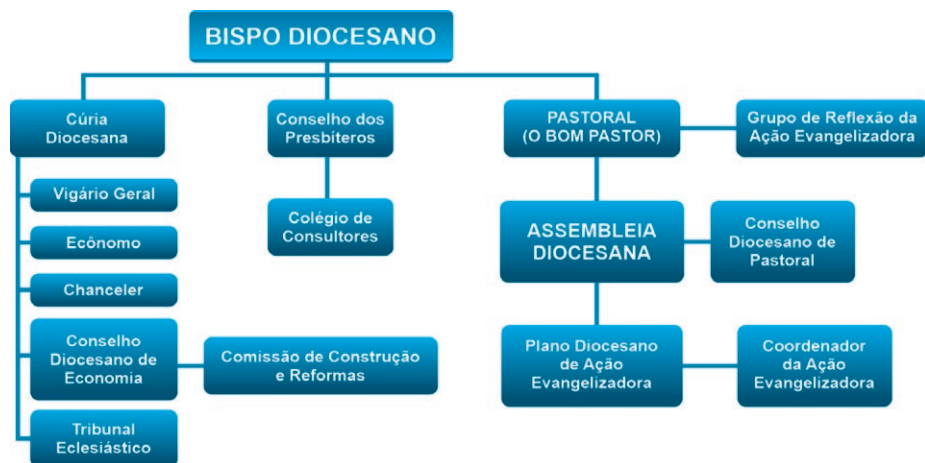 BISPO DIOCESANO
Cúria
Diocesana
Conselho dos
Presbíteros
PASTORAL
(O BOM PASTOR)
Grupo de Reflexão da
Ação Evangelizadora
Vigário Geral
Ecônomo
Chanceler
Conselho
Diocesano de
Economia
Comissão de Construção
e Reformas
Tribunal
Eclesiástico
Colégio de
Consultores
ASSEMBLEIA
DIOCESANA
Conselho
Diocesano de
Pastoral
Plano Diocesano
de Ação
Evangelizadora
Coordenador
da Ação
Evangelizadora